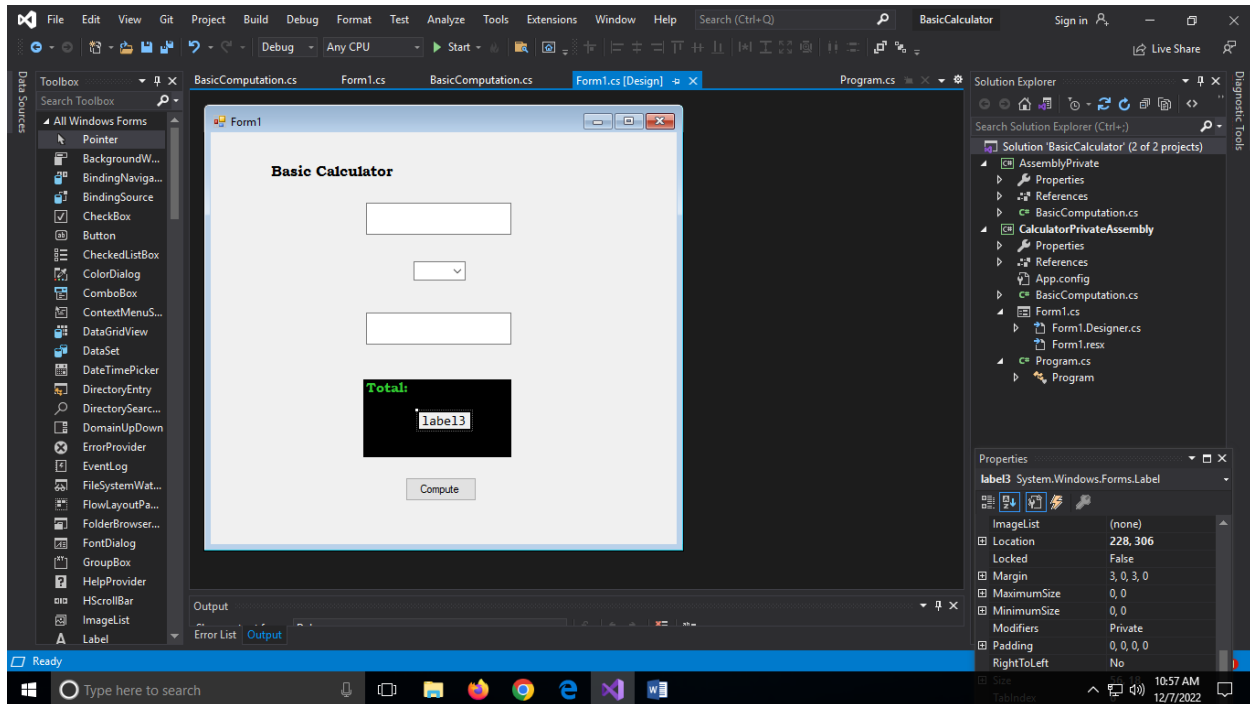 File Edit View Git Project Build Debug Format Test Analyze Tools Extensions Window Help Search (Ctrl+Q) BasicCalculator Sign in
Debug Any CPU Start Live Share
Data Sources
Toolbox
Search Toolbox
All Windows Forms
Pointer
BackgroundW...
BindingNaviga...
BindingSource
CheckBox
Button
CheckedListBox
ColorDialog
ComboBox
ContextMenuS...
DataGridView
DataSet
DateTimePicker
DirectoryEntry
DirectorySearc...
DomainUpDown
ErrorProvider
EventLog
FileSystemWat...
FlowLayoutPa...
FolderBrowser...
FontDialog
GroupBox
HelpProvider
HScrollBar
ImageList
Label
BasicComputation.cs Form1.cs BasicComputation.cs Form1.cs [Design] Program.cs
Form1
Basic Calculator
Total:
label3
Compute
Output
Error List Output
Solution Explorer
Search Solution Explorer (Ctrl+;)
Solution 'BasicCalculator' (2 of 2 projects)
AssemblyPrivate
Properties
References
BasicComputation.cs
CalculatorPrivateAssembly
Properties
References
App.config
BasicComputation.cs
Form1.cs
Form1.Designer.cs
Form1.resx
Program.cs
Program
Diagnostic Tools
Properties
label3 System.Windows.Forms.Label
ImageList (none)
Location 228, 306
Locked False
Margin 3, 0, 3, 0
MaximumSize 0, 0
MinimumSize 0, 0
Modifiers Private
Padding 0, 0, 0, 0
RightToLeft No
Size 56, 18
TabIndex
Ready
Type here to search
10:57 AM
12/7/2022